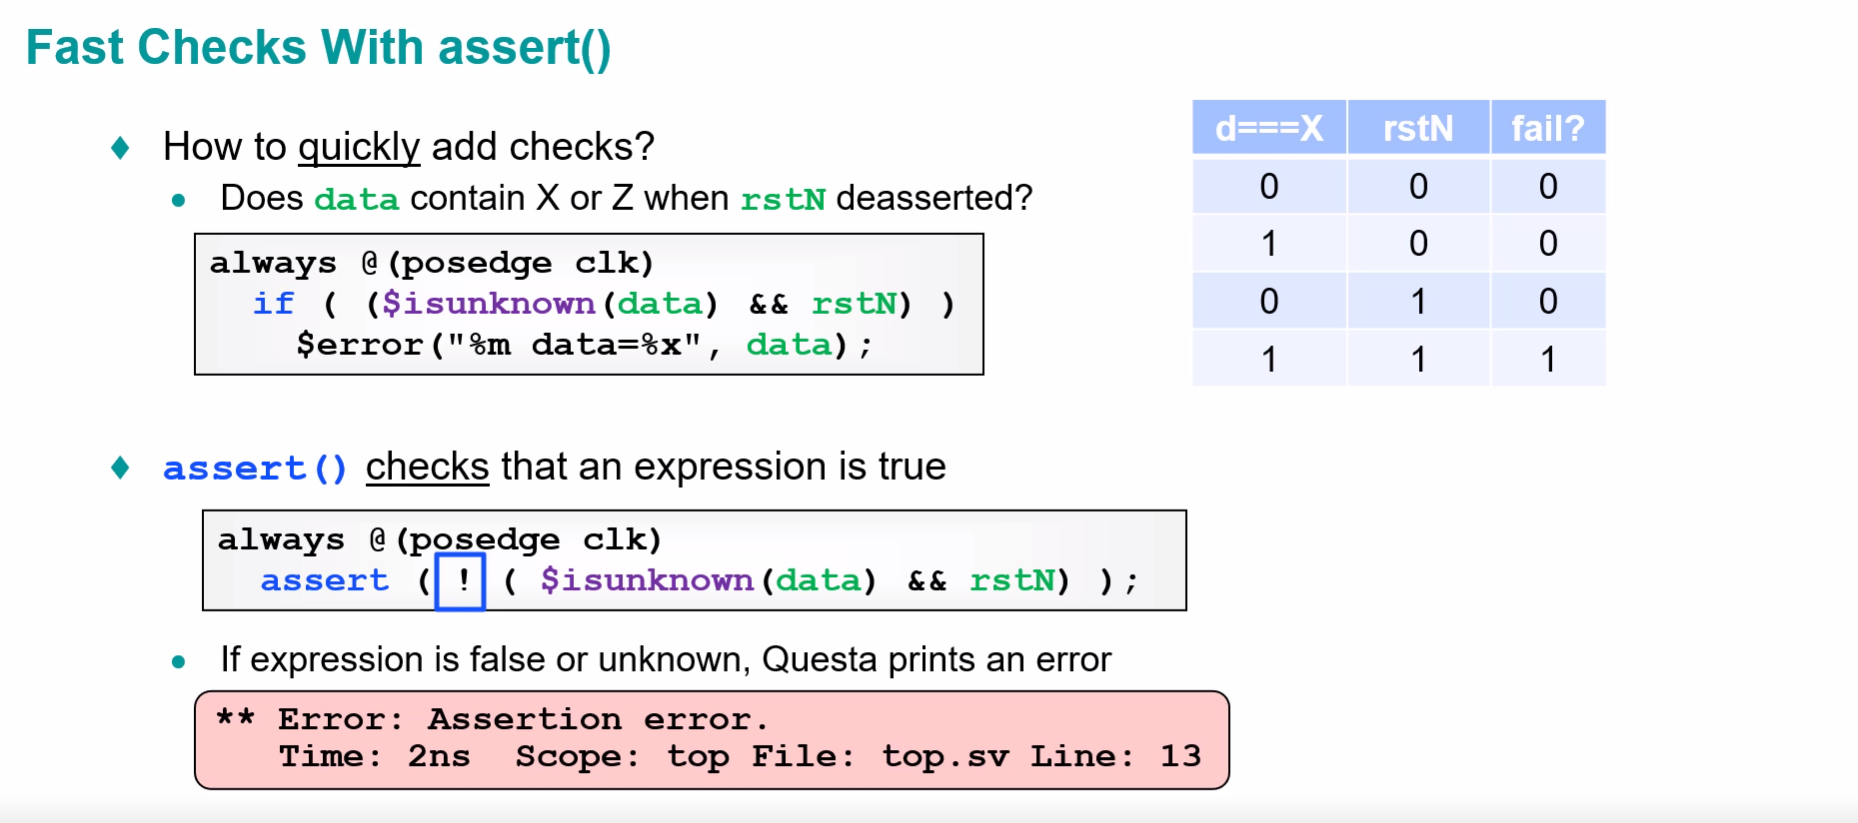 Fast Checks With assert()
How to quickly add checks?
Does data contain X or Z when rstN deasserted?
always @(posedge clk)
if ( ($isunknown(data) && rstN) )
$error("%m data=%x", data);
d===X rstN fail?
0 0 0
1 0 0
0 1 0
1 1 1
assert() checks that an expression is true
always @(posedge clk)
assert ( ! ( $isunknown(data) && rstN) );
If expression is false or unknown, Questa prints an error
** Error: Assertion error.
Time: 2ns Scope: top File: top.sv Line: 13